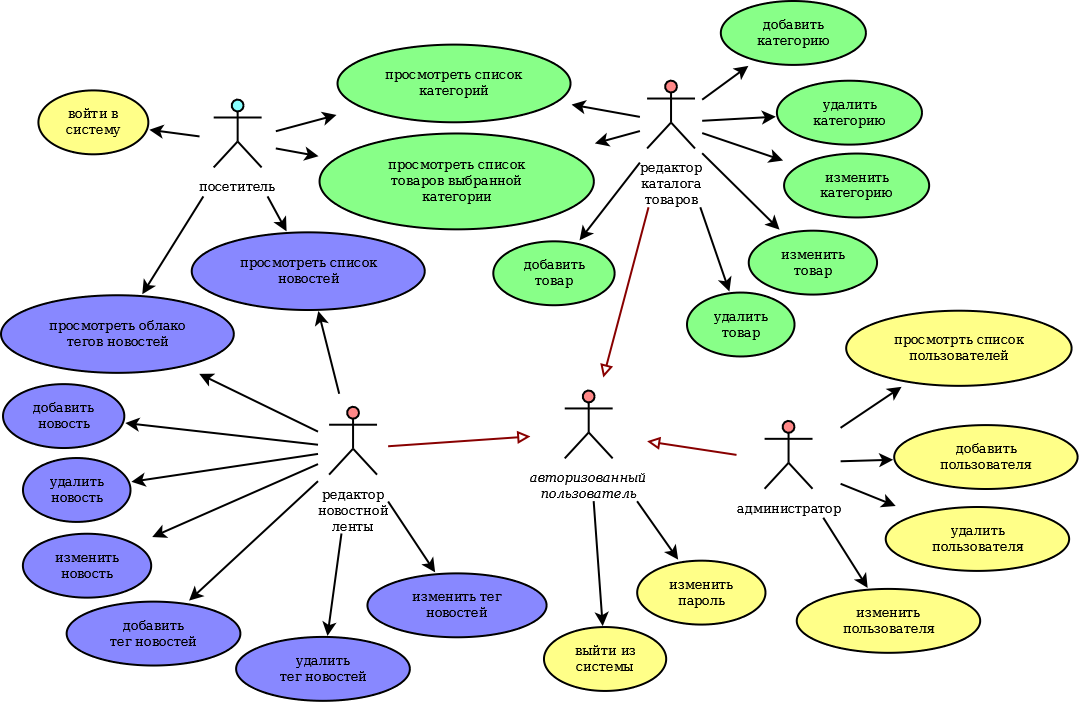 добавить
категорию
просмотреть список
категорий
войти в
систему
удалить
категорию
просмотреть список
товаров выбранной
категории
посетитель
редактор
каталога
товаров
изменить
категорию
просмотреть список
новостей
добавить
товар
изменить
товар
просмотреть облако
тегов новостей
удалить
товар
просмотрть список
пользователей
добавить
новость
удалить
новость
редактор
новостной
ленты
авторизованный
пользователь
администратор
добавить
пользователя
удалить
пользователя
изменить
новость
изменить тег
новостей
изменить
пароль
изменить
пользователя
добавить
тег новостей
удалить
тег новостей
выйти из
системы